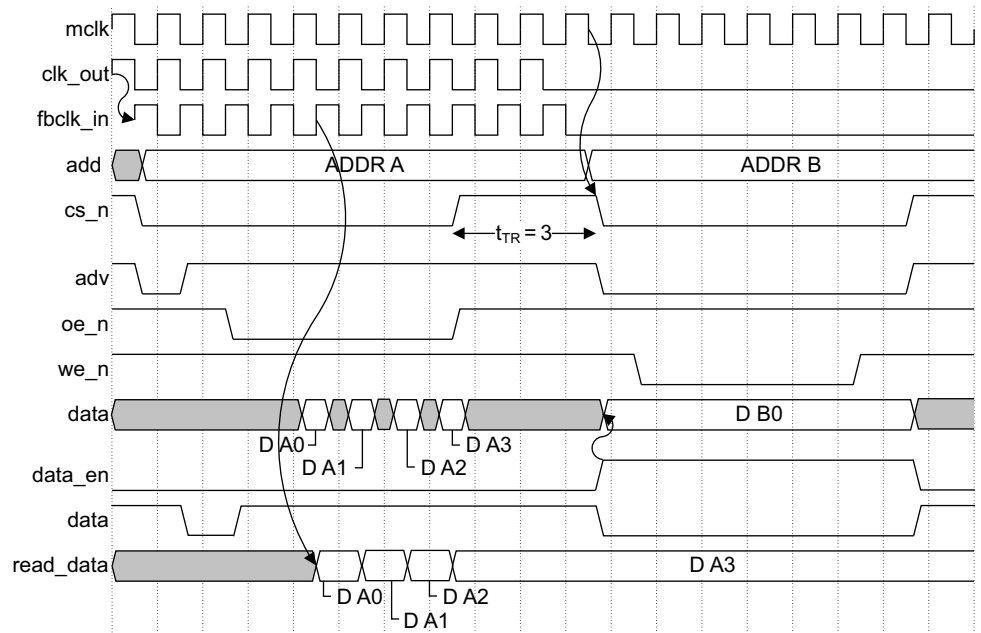 mclk
clk_out
fbclk_in
add ADDR A ADDR B
cs_n
tTR = 3
adv
oe_n
we_n
data D B0
D A0 D A3
D A1 D A2
data_en
data
read_data D A3
D A0 D A2
D A1